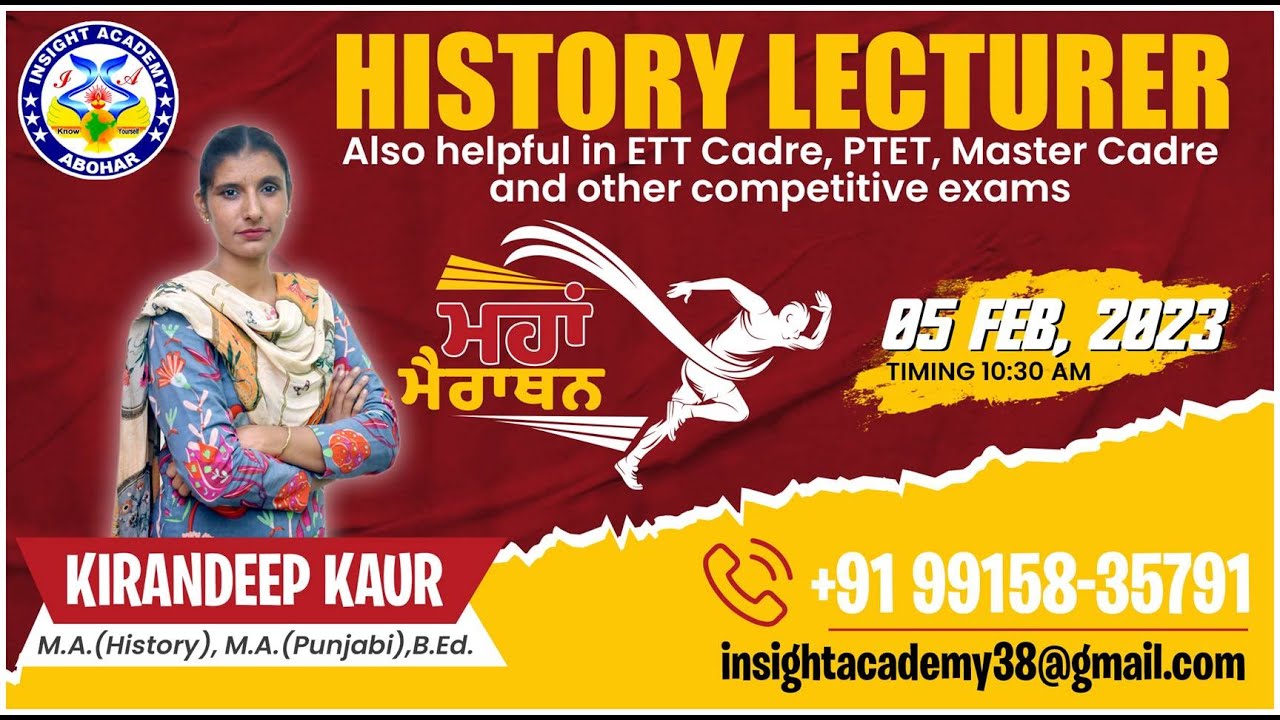 INSIGHT ACADEMY
I A
Know Yourself
ABOHAR
HISTORY LECTURER
Also helpful in ETT Cadre, PTET, Master Cadre
and other competitive exams
ਮਹਾਂ
ਮੈਰਾਥਨ
05 FEB, 2023
TIMING 10:30 AM
KIRANDEEP KAUR
M.A.(History), M.A.(Punjabi),B.Ed.
+91 99158-35791
insightacademy38@gmail.com